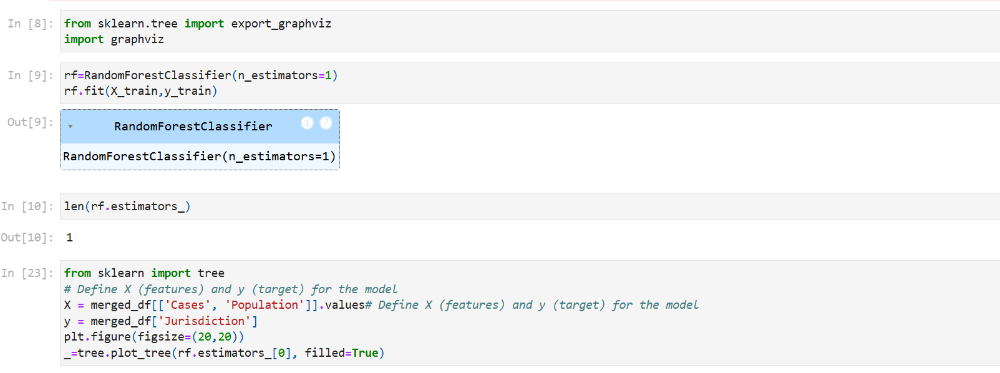 In [8]: from sklearn.tree import export_graphviz
import graphviz
In [9]: rf=RandomForestClassifier(n_estimators=1)
rf.fit(X_train,y_train)
Out[9]: ▾ RandomForestClassifier i ?
RandomForestClassifier(n_estimators=1)
In [10]: len(rf.estimators_)
Out[10]: 1
In [23]: from sklearn import tree
# Define X (features) and y (target) for the model
X = merged_df[['Cases', 'Population']].values# Define X (features) and y (target) for the model
y = merged_df['Jurisdiction']
plt.figure(figsize=(20,20))
_=tree.plot_tree(rf.estimators_[0], filled=True)